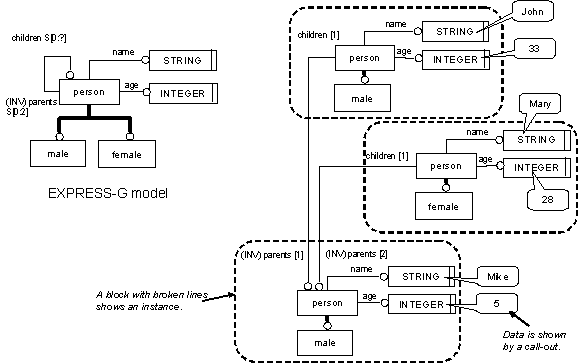 children S[0:?]
name
STRING
person
age
INTEGER
(INV) parents
S[0:2]
male
female
EXPRESS-G model
John
children [1]
name
STRING
33
person
age
INTEGER
male
Mary
name
STRING
children [1]
person
age
INTEGER
28
female
(INV) parents [1]
(INV) parents [2]
name
STRING
Mike
person
age
INTEGER
5
male
A block with broken lines
shows an instance.
Data is shown
by a call-out.